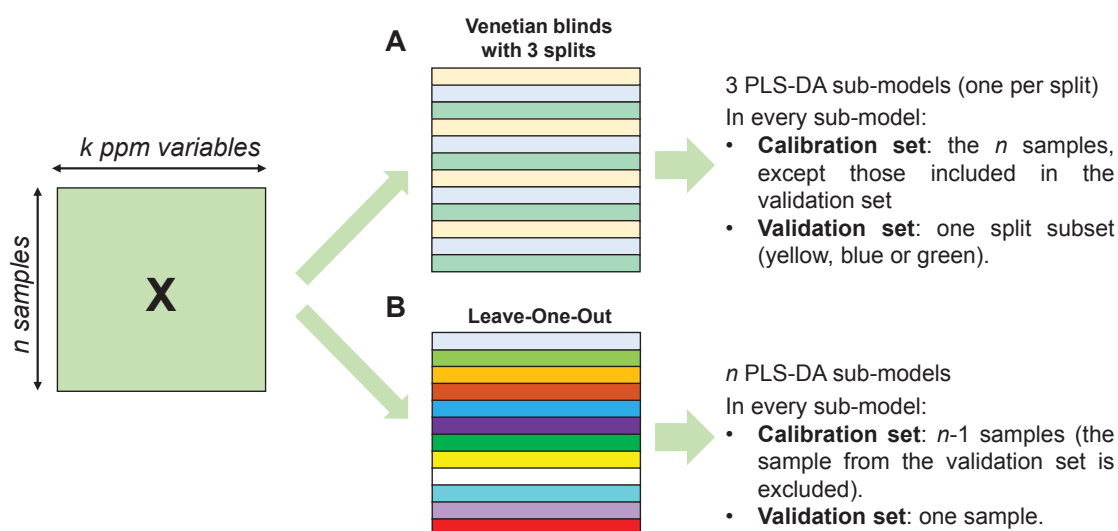 A
Venetian blinds
with 3 splits
3 PLS-DA sub-models (one per split)
In every sub-model:
• Calibration set: the n samples,
except those included in the
validation set
• Validation set: one split subset
(yellow, blue or green).
k ppm variables
n samples
X
B
Leave-One-Out
n PLS-DA sub-models
In every sub-model:
• Calibration set: n-1 samples (the
sample from the validation set is
excluded).
• Validation set: one sample.